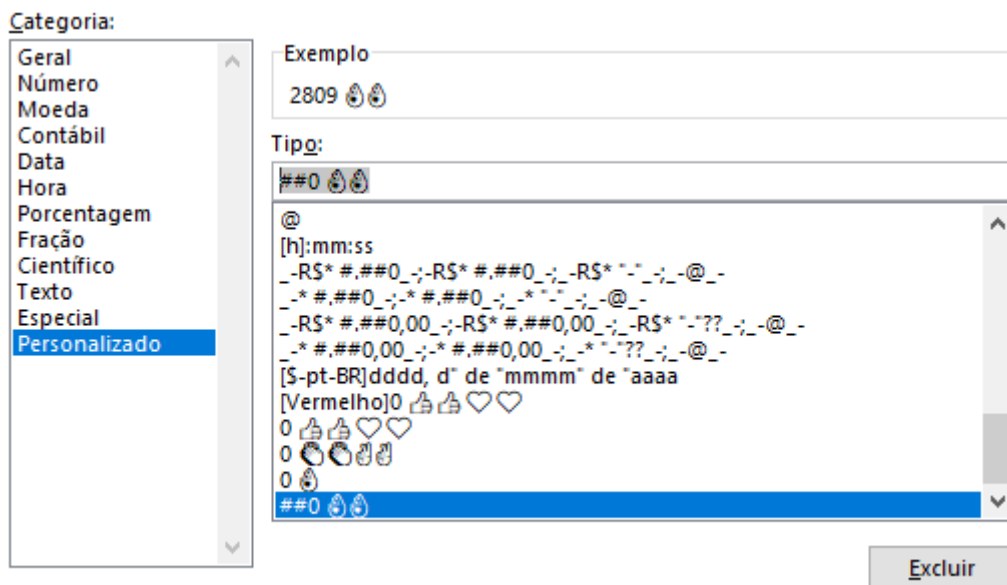 Categoria:
Geral
Número
Moeda
Contábil
Data
Hora
Porcentagem
Fração
Científico
Texto
Especial
Personalizado
Exemplo
2809 👌👌
Tipo:
##0 👌👌
@
[h]:mm:ss
_-R$* #.##0_-;-R$* #.##0_-;_-R$* "-"_-;_-@_-
_-* #.##0_-;-* #.##0_-;_-* "-"_-;_-@_-
_-R$* #.##0,00_-;-R$* #.##0,00_-;_-R$* "-"??_-;_-@_-
_-* #.##0,00_-;-* #.##0,00_-;_-* "-"??_-;_-@_-
[$-pt-BR]dddd, d" de "mmmm" de "aaaa
[Vermelho]0 👍👍♡♡
0 👍👍♡♡
0 👏👏✌✌
0 👌
##0 👌👌
Excluir